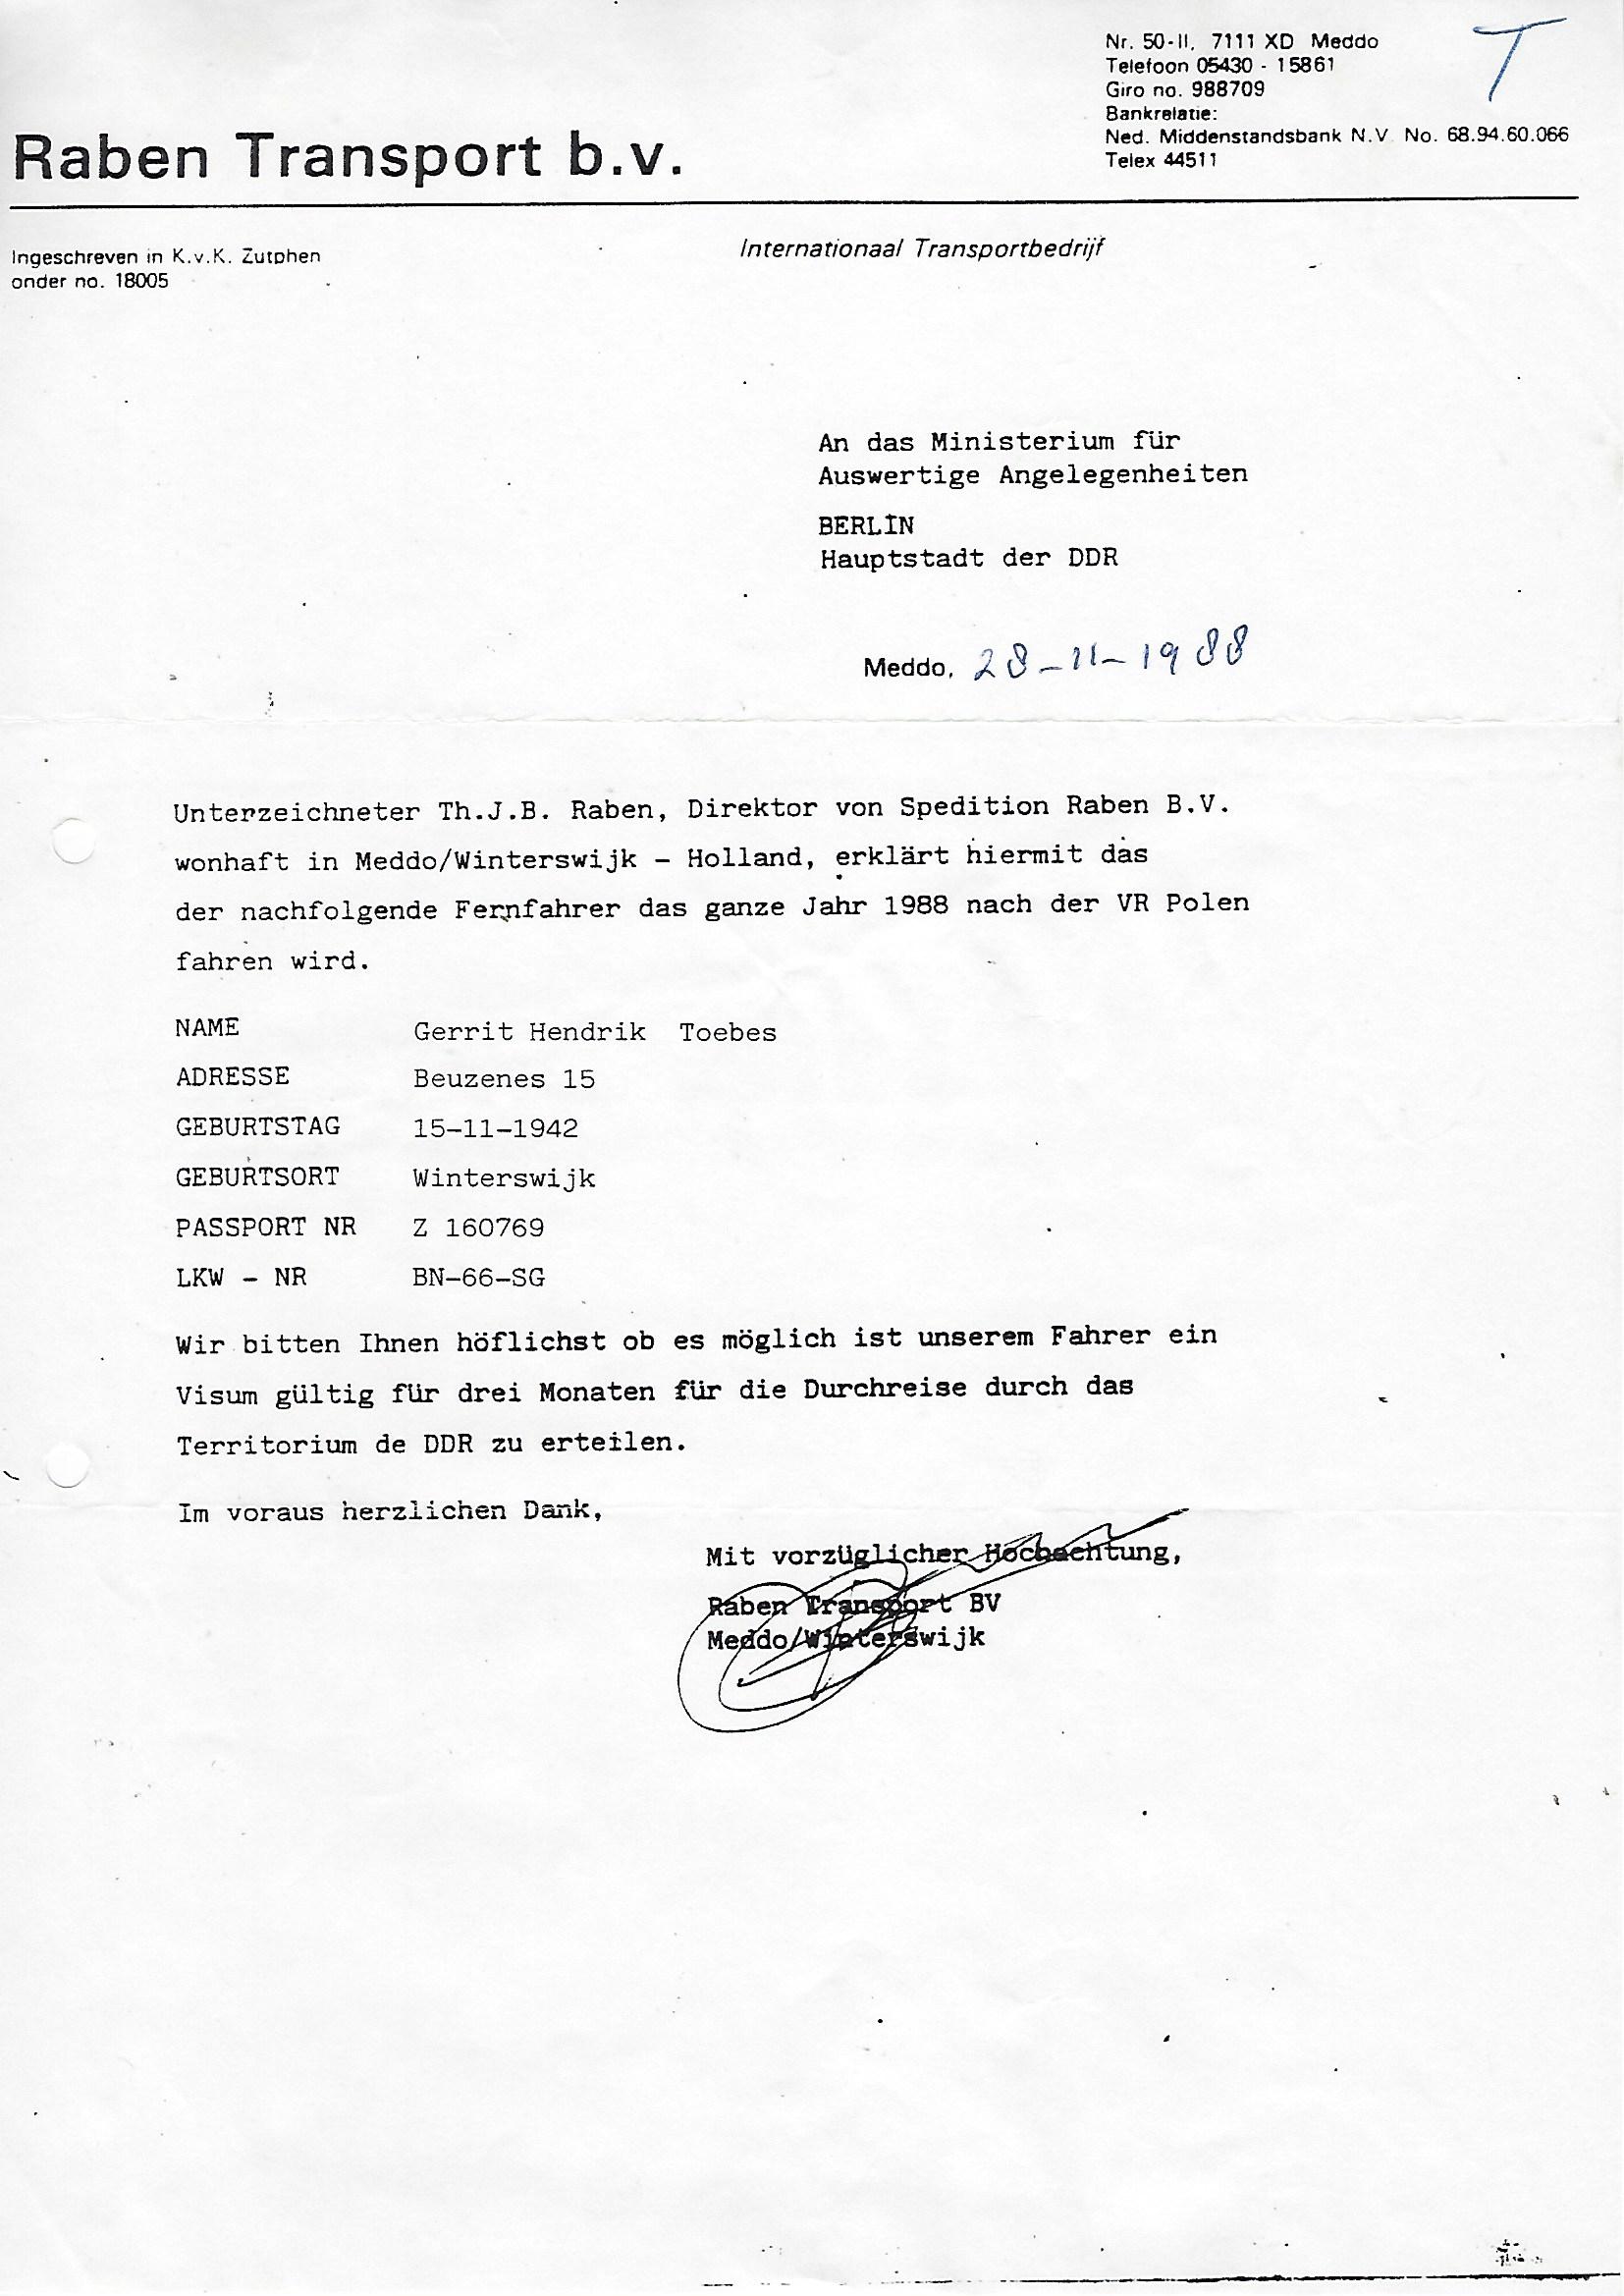 Nr. 50-II, 7111 XD Meddo
Telefoon 05430 - 15861
Giro no. 988709
Bankrelatie:
Ned. Middenstandsbank N.V. No. 68.94.60.066
Telex 44511
T
Raben Transport b.v.
Ingeschreven in K.v.K. Zutphen
onder no. 18005
Internationaal Transportbedrijf
An das Ministerium für
Auswertige Angelegenheiten
BERLIN
Hauptstadt der DDR
Meddo, 28-11-1988
Unterzeichneter Th.J.B. Raben, Direktor von Spedition Raben B.V.
wonhaft in Meddo/Winterswijk - Holland, erklärt hiermit das
der nachfolgende Fernfahrer das ganze Jahr 1988 nach der VR Polen
fahren wird.
NAME Gerrit Hendrik Toebes
ADRESSE Beuzenes 15
GEBURTSTAG 15-11-1942
GEBURTSORT Winterswijk
PASSPORT NR Z 160769
LKW - NR BN-66-SG
Wir bitten Ihnen höflichst ob es möglich ist unserem Fahrer ein
Visum gültig für drei Monaten für die Durchreise durch das
Territorium de DDR zu erteilen.
Im voraus herzlichen Dank,
Mit vorzüglicher Hochachtung,
Raben Transport BV
Meddo/Winterswijk